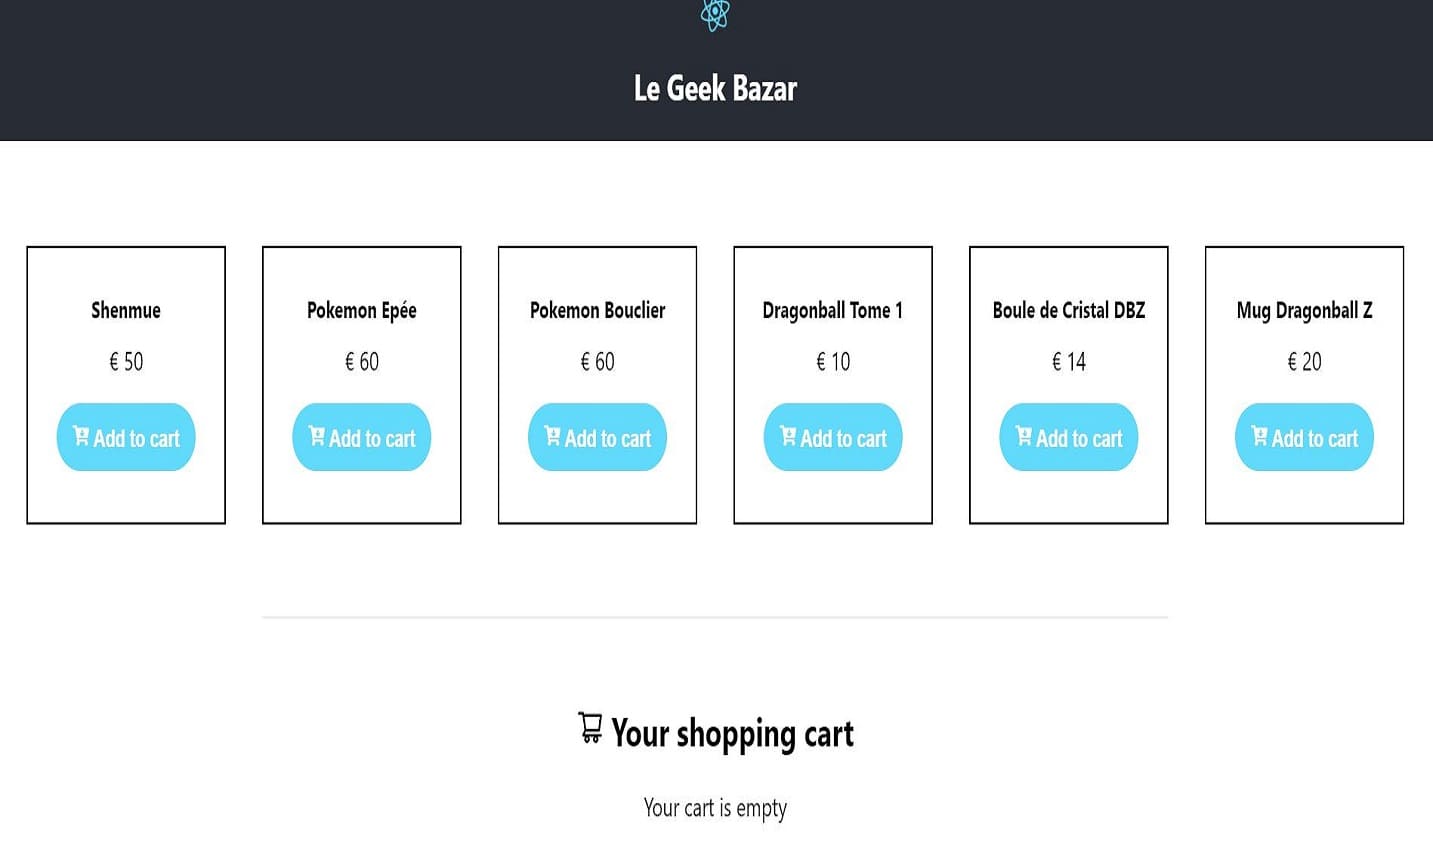 Le Geek Bazar
Shenmue
€ 50
Add to cart
Pokemon Epée
€ 60
Add to cart
Pokemon Bouclier
€ 60
Add to cart
Dragonball Tome 1
€ 10
Add to cart
Boule de Cristal DBZ
€ 14
Add to cart
Mug Dragonball Z
€ 20
Add to cart
Your shopping cart
Your cart is empty